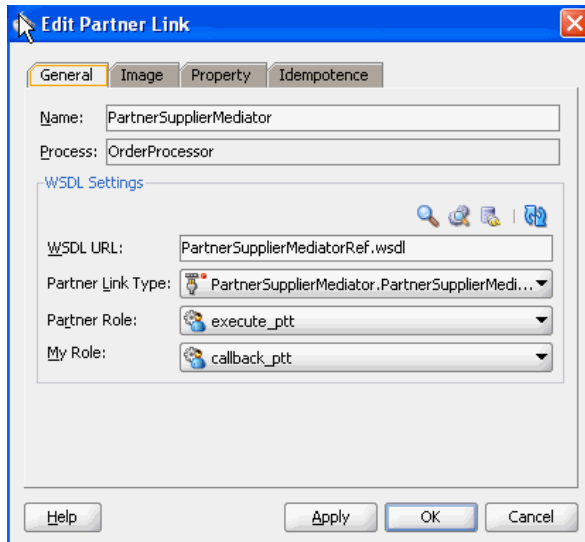 Edit Partner Link
General Image Property Idempotence
Name: PartnerSupplierMediator
Process: OrderProcessor
WSDL Settings
WSDL URL: PartnerSupplierMediatorRef.wsdl
Partner Link Type: PartnerSupplierMediator.PartnerSupplierMedi...
Partner Role: execute_ptt
My Role: callback_ptt
Help Apply OK Cancel